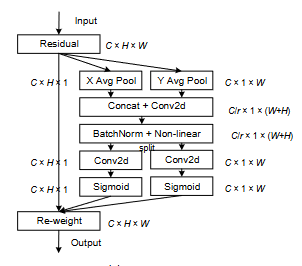 Input
Residual
C × H × W
C × H × 1
X Avg Pool
Y Avg Pool
C × 1 × W
Concat + Conv2d
C/r × 1 × (W+H)
BatchNorm + Non-linear
C/r × 1 × (W+H)
split
C × H × 1
Conv2d
Conv2d
C × 1 × W
C × H × 1
Sigmoid
Sigmoid
C × 1 × W
Re-weight
C × H × W
Output